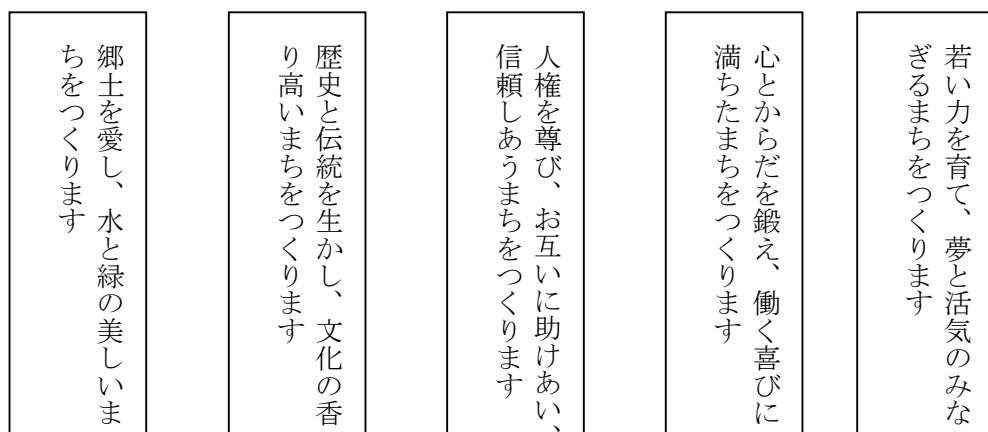 若い力を育て、夢と活気のみな
ぎるまちをつくります
心とからだを鍛え、働く喜びに
満ちたまちをつくります
人権を尊び、お互いに助けあい、
信頼しあうまちをつくります
歴史と伝統を生かし、文化の香
り高いまちをつくります
郷土を愛し、水と緑の美しいま
ちをつくります